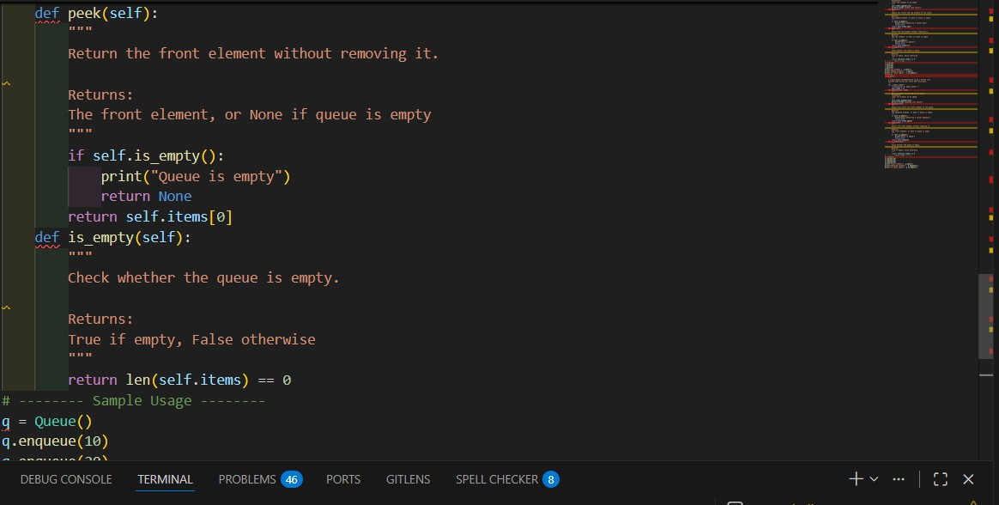 def peek(self):
"""
Return the front element without removing it.
Returns:
The front element, or None if queue is empty
"""
if self.is_empty():
print("Queue is empty")
return None
return self.items[0]
def is_empty(self):
"""
Check whether the queue is empty.
Returns:
True if empty, False otherwise
"""
return len(self.items) == 0
# -------- Sample Usage --------
q = Queue()
q.enqueue(10)
DEBUG CONSOLE TERMINAL PROBLEMS 46 PORTS GITLENS SPELL CHECKER 8